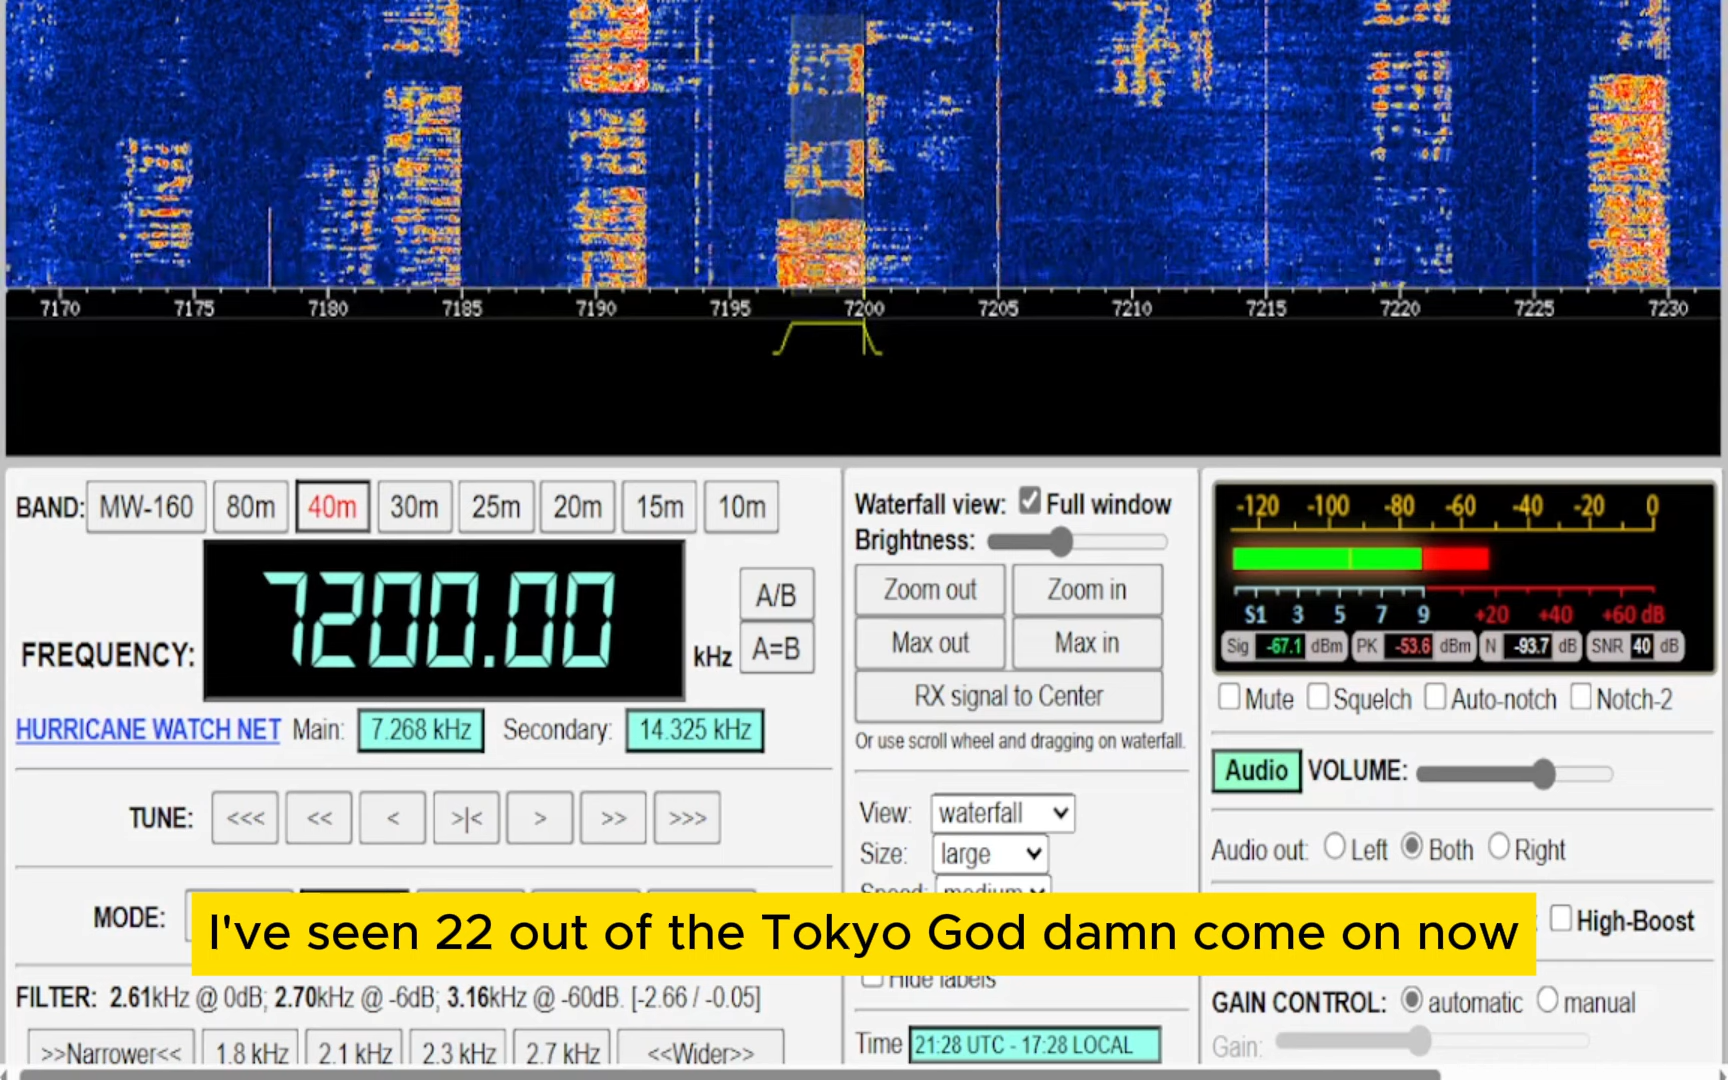 7170 7175 7180 7185 7190 7195 7200 7205 7210 7215 7220 7225 7230
BAND: MW-160 80m 40m 30m 25m 20m 15m 10m
FREQUENCY: 7200.00 kHz
A/B
A=B
HURRICANE WATCH NET Main: 7.268 kHz Secondary: 14.325 kHz
TUNE: <<< << < >|< > >> >>>
MODE:
FILTER: 2.61kHz @ 0dB; 2.70kHz @ -6dB; 3.16kHz @ -60dB. [-2.66 / -0.05]
>>Narrower<< 1.8 kHz 2.1 kHz 2.3 kHz 2.7 kHz <<Wider>>
Waterfall view: Full window
Brightness:
Zoom out Zoom in
Max out Max in
RX signal to Center
Or use scroll wheel and dragging on waterfall.
View: waterfall
Size: large
Speed: medium
I've seen 22 out of the Tokyo God damn come on now
Hide labels
Time 21:28 UTC - 17:28 LOCAL
-120 -100 -80 -60 -40 -20 0
S1 3 5 7 9 +20 +40 +60 dB
Sig -67.1 dBm PK -53.6 dBm N -93.7 dB SNR 40 dB
Mute Squelch Auto-notch Notch-2
Audio VOLUME:
Audio out: Left Both Right
High-Boost
GAIN CONTROL: automatic manual
Gain: